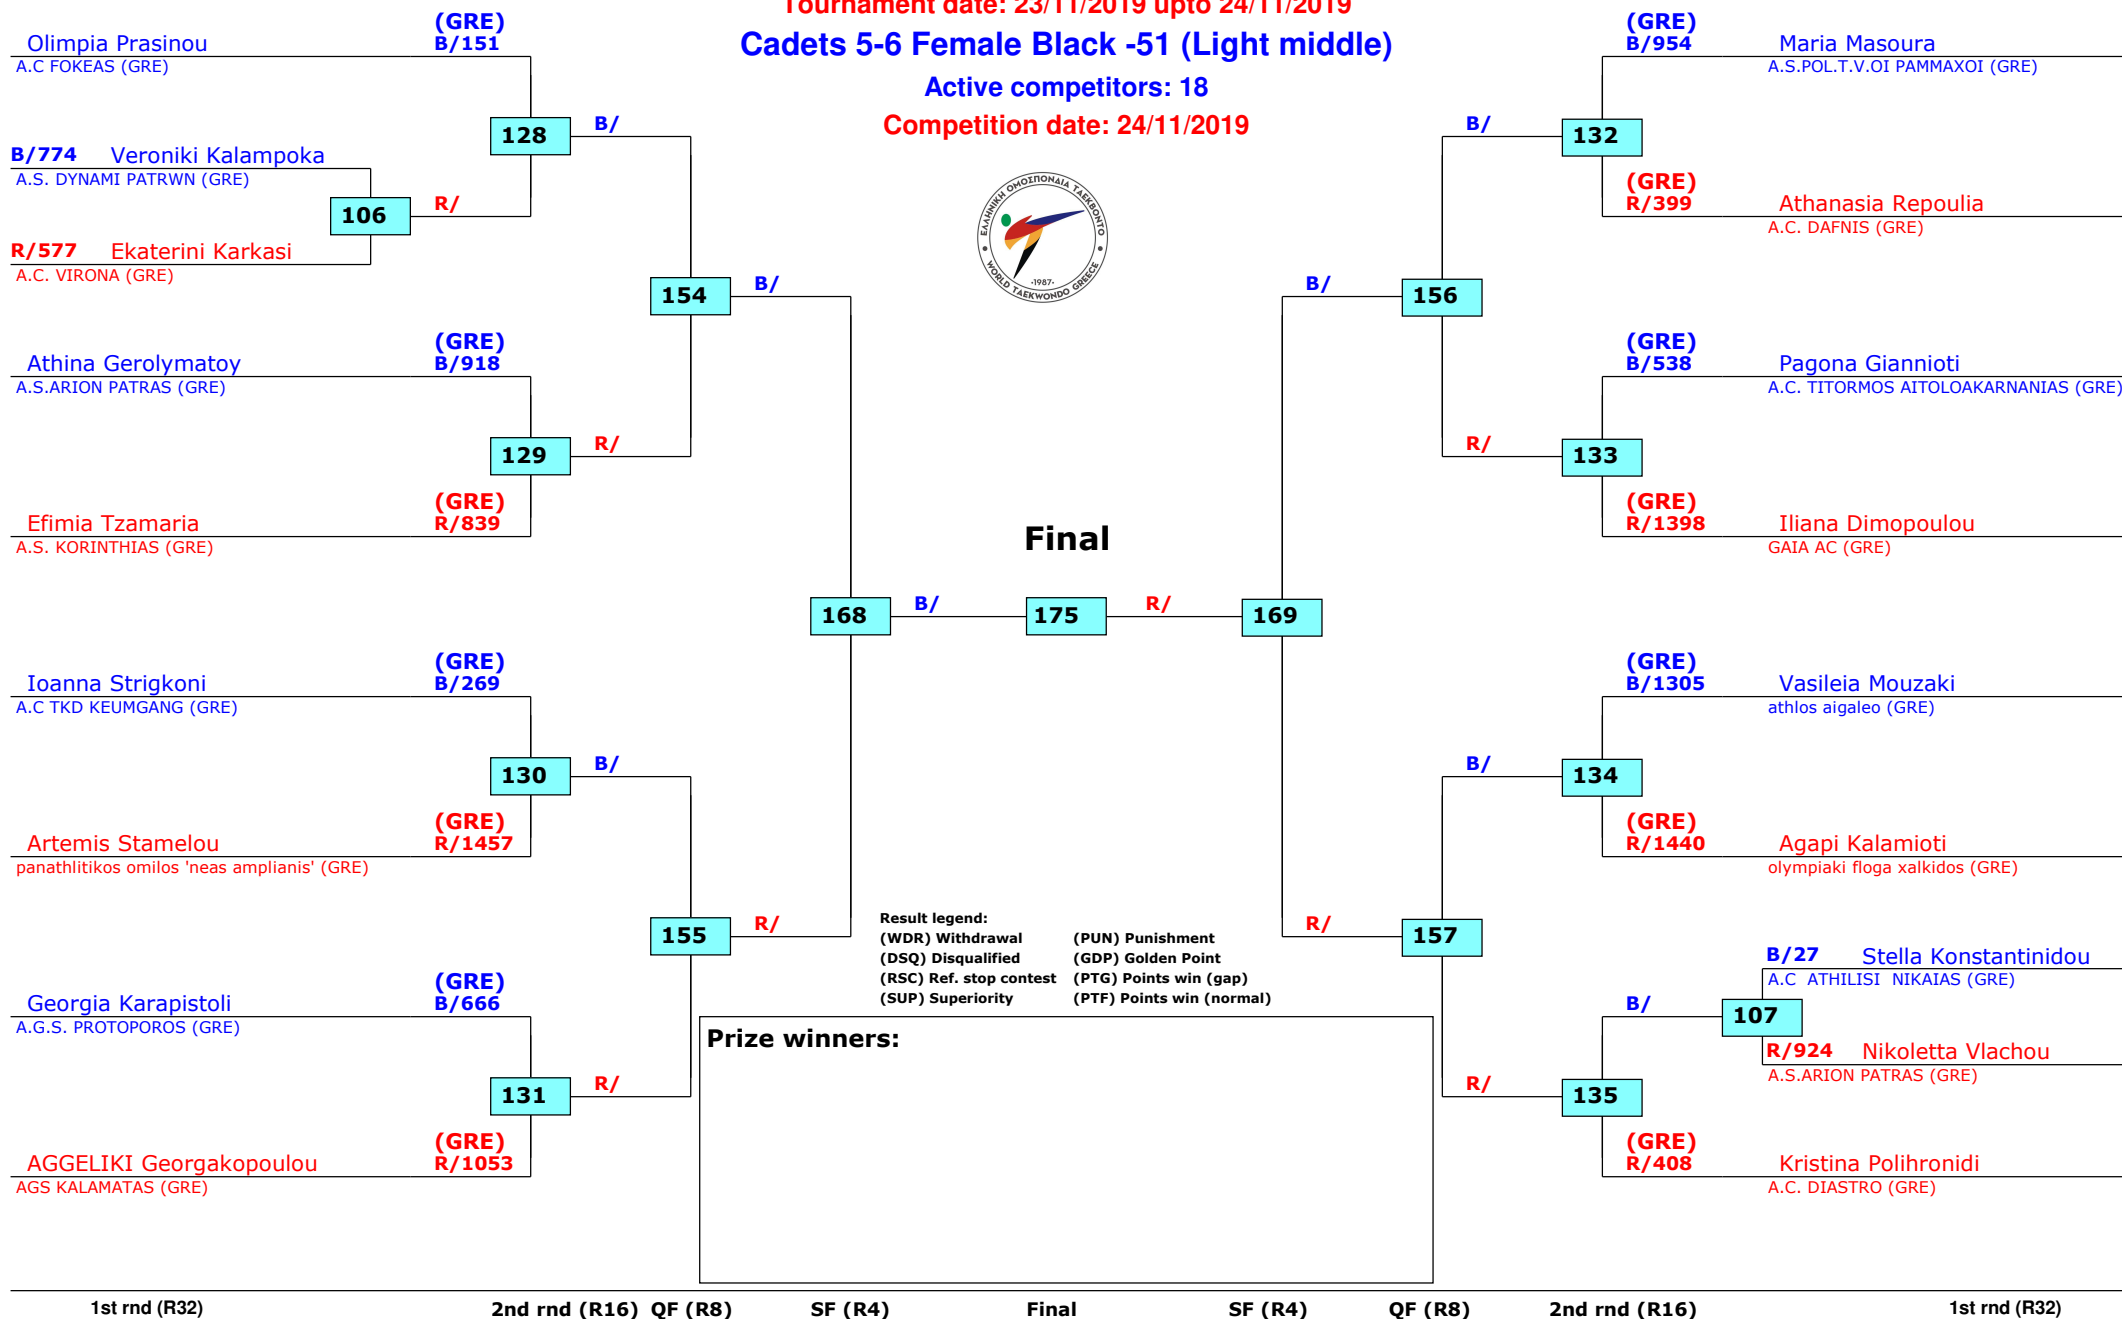 Tournament date: 23/11/2019 upto 24/11/2019
Cadets 5-6 Female Black -51 (Light middle)
Active competitors: 18
Competition date: 24/11/2019
ΕΛΛΗΝΙΚΗ ΟΜΟΣΠΟΝΔΙΑ ΤΑΕΚΒΟΝΤΟ
·1987·
WORLD TAEKWONDO GREECE
(GRE)
Olimpia Prasinou B/151
A.C FOKEAS (GRE)
128 B/
B/774 Veroniki Kalampoka
A.S. DYNAMI PATRWN (GRE)
106 R/
R/577 Ekaterini Karkasi
A.C. VIRONA (GRE)
154 B/
(GRE)
Athina Gerolymatoy B/918
A.S.ARION PATRAS (GRE)
129 R/
(GRE)
Efimia Tzamaria R/839
A.S. KORINTHIAS (GRE)
(GRE)
Ioanna Strigkoni B/269
A.C TKD KEUMGANG (GRE)
130 B/
(GRE)
Artemis Stamelou R/1457
panathlitikos omilos 'neas amplianis' (GRE)
155 R/
(GRE)
Georgia Karapistoli B/666
A.G.S. PROTOPOROS (GRE)
131 R/
(GRE)
AGGELIKI Georgakopoulou R/1053
AGS KALAMATAS (GRE)
Final
168 B/ 175 R/ 169
(GRE)
B/954 Maria Masoura
A.S.POL.T.V.OI PAMMAXOI (GRE)
B/ 132
(GRE)
R/399 Athanasia Repoulia
A.C. DAFNIS (GRE)
B/ 156
(GRE)
B/538 Pagona Giannioti
A.C. TITORMOS AITOLOAKARNANIAS (GRE)
R/ 133
(GRE)
R/1398 Iliana Dimopoulou
GAIA AC (GRE)
(GRE)
B/1305 Vasileia Mouzaki
athlos aigaleo (GRE)
B/ 134
(GRE)
R/1440 Agapi Kalamioti
olympiaki floga xalkidos (GRE)
R/ 157
B/27 Stella Konstantinidou
A.C ATHILISI NIKAIAS (GRE)
B/ 107
R/924 Nikoletta Vlachou
A.S.ARION PATRAS (GRE)
R/ 135
(GRE)
R/408 Kristina Polihronidi
A.C. DIASTRO (GRE)
Result legend:
(WDR) Withdrawal (PUN) Punishment
(DSQ) Disqualified (GDP) Golden Point
(RSC) Ref. stop contest (PTG) Points win (gap)
(SUP) Superiority (PTF) Points win (normal)
Prize winners:
1st rnd (R32) 2nd rnd (R16) QF (R8) SF (R4) Final SF (R4) QF (R8) 2nd rnd (R16) 1st rnd (R32)